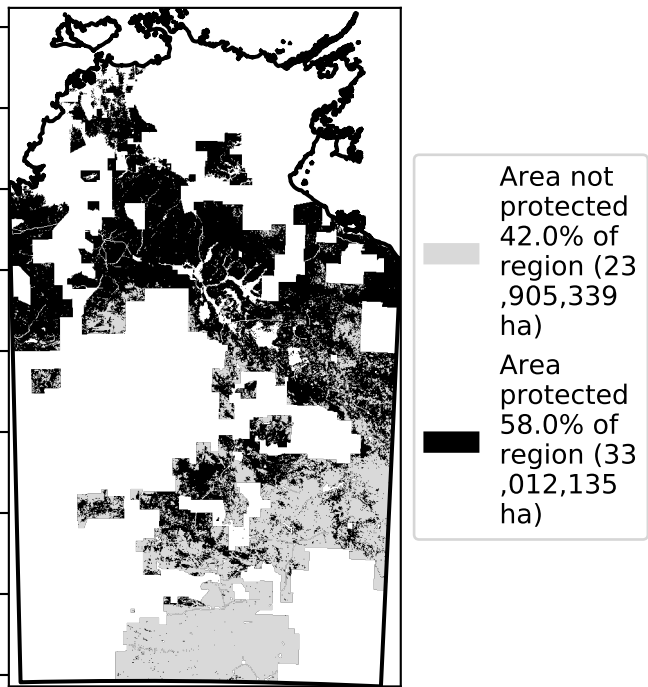 Area not
protected
42.0% of
region (23
,905,339
ha)
Area
protected
58.0% of
region (33
,012,135
ha)